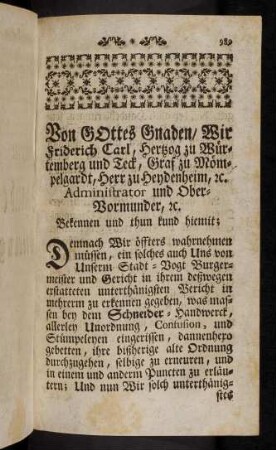 989
Von GOttes Gnaden/ Wir
Friderich Carl, Hertzog zu Wür-
temberg und Teck, Graf zu Möm-
pelgardt, Herr zu Heydenheim, ꝛc.
Administrator und Ober-
Vormunder, ꝛc.
Bekennen und thun kund hiemit;
Demnach Wir öffters wahrnehmen
müssen, ein solches auch Uns von
Unserm Stadt-Vogt Burger-
meister und Gericht in ihrem deßwegen
erstatteten unterthänigsten Bericht in
mehrerm zu erkennen gegeben, was mas-
sen bey dem Schneider-Handwerck,
allerley Unordnung, Confusion, und
Stümpeleyen eingerissen, dannenhero
gebetten, ihre bißherige alte Ordnung
durchzugehen, selbige zu erneuren, und
in einem und anderm Puncten zu erläu-
tern; Und nun Wir solch unterthänig-
stes